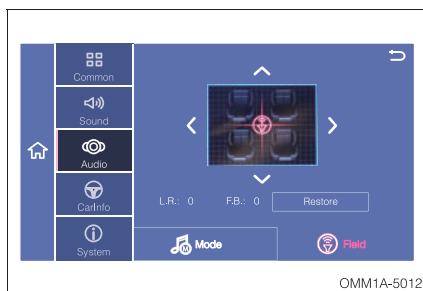 Common
Sound
Audio
CarInfo
System
L.R.: 0 F.B.: 0 Restore
Mode
Field
OMM1A-5012